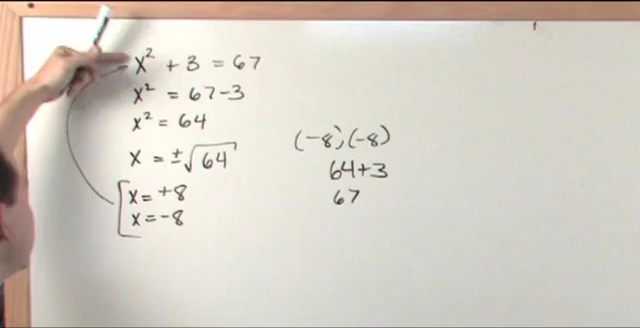 x² + 3 = 67
x² = 67-3
x² = 64
x = ±√64
x = +8
x = -8
(-8)(-8)
64+3
67